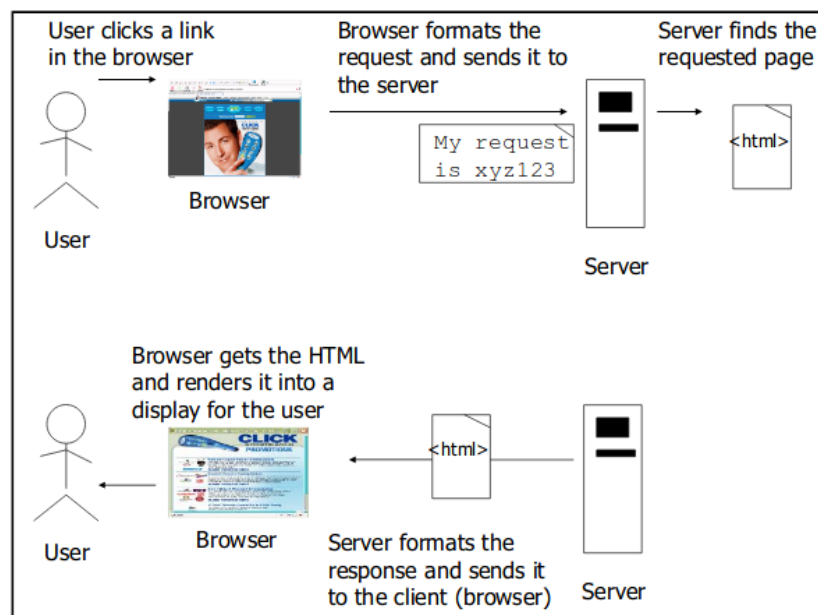 User clicks a link
in the browser
Browser formats the
request and sends it to
the server
Server finds the
requested page
My request
is xyz123
<html>
CLICK
Browser
User
Server
Browser gets the HTML
and renders it into a
display for the user
<html>
CLICK
PROMOTIONS
User
Browser
Server formats the
response and sends it
to the client (browser)
Server